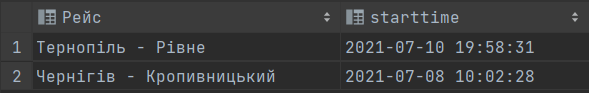 Рейс starttime
1 Тернопіль - Рівне 2021-07-10 19:58:31
2 Чернігів - Кропивницький 2021-07-08 10:02:28